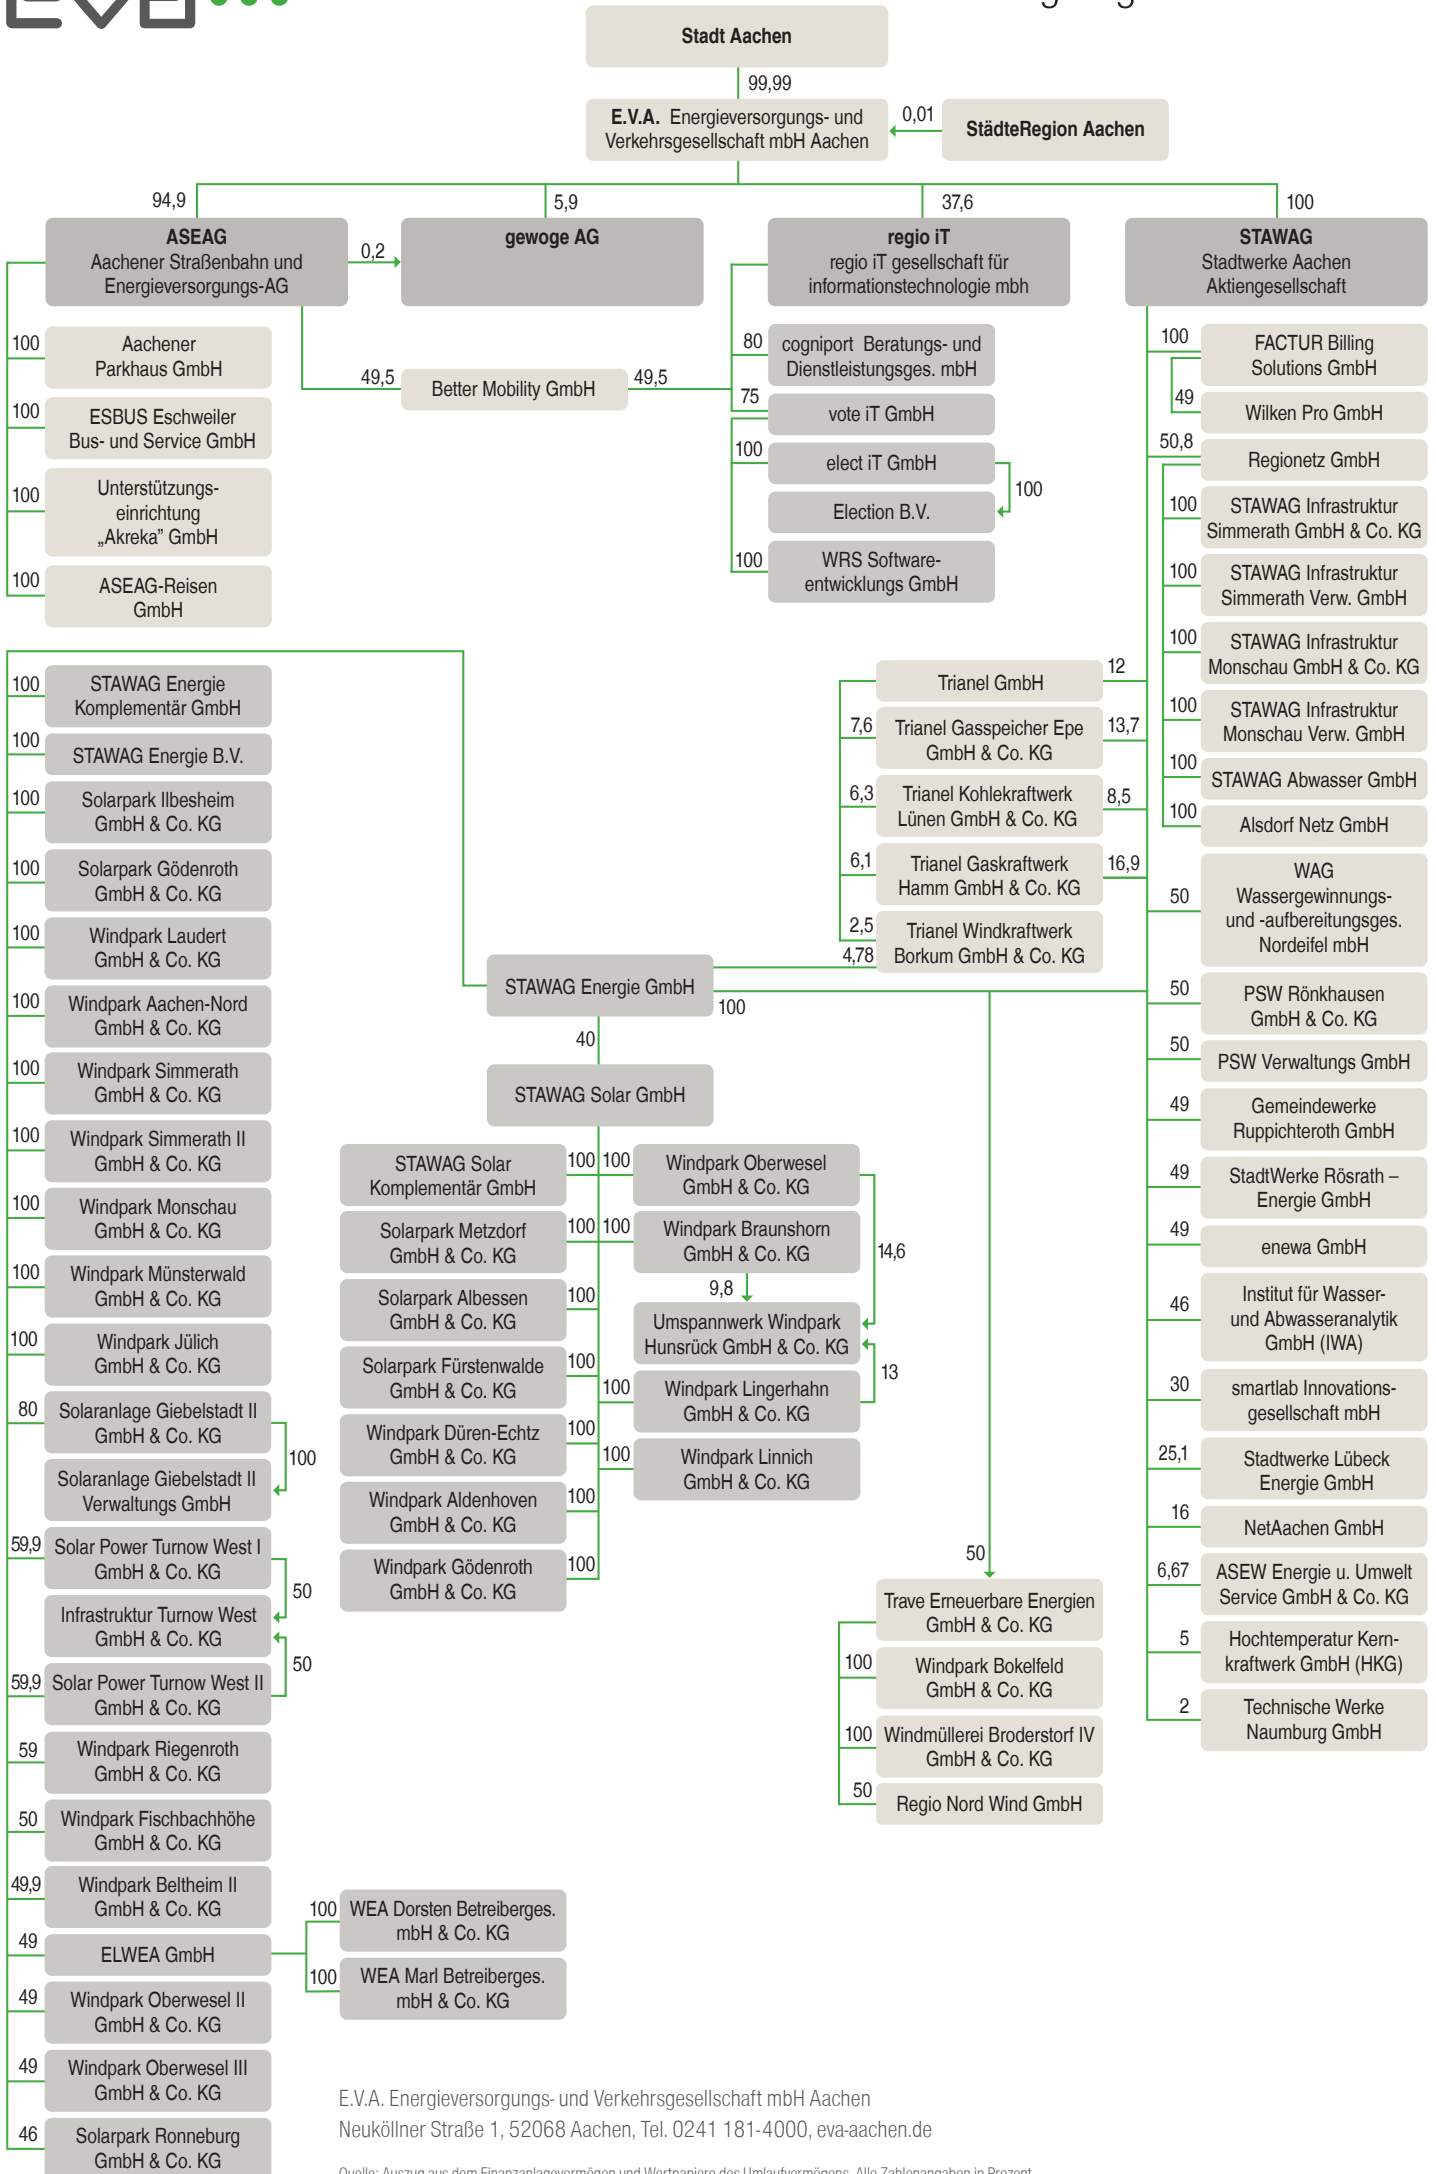 eva
Stadt Aachen
99,99
E.V.A. Energieversorgungs- und
Verkehrsgesellschaft mbH Aachen
0,01
StädteRegion Aachen
94,9
5,9
37,6
100
ASEAG
Aachener Straßenbahn und
Energieversorgungs-AG
0,2
gewoge AG
regio iT
regio iT gesellschaft für
informationstechnologie mbh
STAWAG
Stadtwerke Aachen
Aktiengesellschaft
100
Aachener
Parkhaus GmbH
100
ESBUS Eschweiler
Bus- und Service GmbH
100
Unterstützungs-
einrichtung
„Akreka” GmbH
100
ASEAG-Reisen
GmbH
49,5
Better Mobility GmbH
49,5
80
cogniport Beratungs- und
Dienstleistungsges. mbH
75
vote iT GmbH
100
elect iT GmbH
100
Election B.V.
100
WRS Software-
entwicklungs GmbH
100
FACTUR Billing
Solutions GmbH
49
Wilken Pro GmbH
50,8
Regionetz GmbH
100
STAWAG Infrastruktur
Simmerath GmbH & Co. KG
100
STAWAG Infrastruktur
Simmerath Verw. GmbH
100
STAWAG Infrastruktur
Monschau GmbH & Co. KG
100
STAWAG Infrastruktur
Monschau Verw. GmbH
100
STAWAG Abwasser GmbH
100
Alsdorf Netz GmbH
50
WAG
Wassergewinnungs-
und -aufbereitungsges.
Nordeifel mbH
50
PSW Rönkhausen
GmbH & Co. KG
50
PSW Verwaltungs GmbH
49
Gemeindewerke
Ruppichteroth GmbH
49
StadtWerke Rösrath –
Energie GmbH
49
enewa GmbH
46
Institut für Wasser-
und Abwasseranalytik
GmbH (IWA)
30
smartlab Innovations-
gesellschaft mbH
25,1
Stadtwerke Lübeck
Energie GmbH
16
NetAachen GmbH
6,67
ASEW Energie u. Umwelt
Service GmbH & Co. KG
5
Hochtemperatur Kern-
kraftwerk GmbH (HKG)
2
Technische Werke
Naumburg GmbH
Trianel GmbH
12
7,6
Trianel Gasspeicher Epe
GmbH & Co. KG
13,7
6,3
Trianel Kohlekraftwerk
Lünen GmbH & Co. KG
8,5
6,1
Trianel Gaskraftwerk
Hamm GmbH & Co. KG
16,9
2,5
Trianel Windkraftwerk
Borkum GmbH & Co. KG
4,78
STAWAG Energie GmbH
100
40
STAWAG Solar GmbH
100
STAWAG Solar
Komplementär GmbH
100
Solarpark Metzdorf
GmbH & Co. KG
100
Solarpark Albessen
GmbH & Co. KG
100
Solarpark Fürstenwalde
GmbH & Co. KG
100
Windpark Düren-Echtz
GmbH & Co. KG
100
Windpark Aldenhoven
GmbH & Co. KG
100
Windpark Gödenroth
GmbH & Co. KG
100
Windpark Oberwesel
GmbH & Co. KG
100
Windpark Braunshorn
GmbH & Co. KG
14,6
9,8
Umspannwerk Windpark
Hunsrück GmbH & Co. KG
13
100
Windpark Lingerhahn
GmbH & Co. KG
100
Windpark Linnich
GmbH & Co. KG
50
Trave Erneuerbare Energien
GmbH & Co. KG
100
Windpark Bokelfeld
GmbH & Co. KG
100
Windmüllerei Broderstorf IV
GmbH & Co. KG
50
Regio Nord Wind GmbH
100
STAWAG Energie
Komplementär GmbH
100
STAWAG Energie B.V.
100
Solarpark Ilbesheim
GmbH & Co. KG
100
Solarpark Gödenroth
GmbH & Co. KG
100
Windpark Laudert
GmbH & Co. KG
100
Windpark Aachen-Nord
GmbH & Co. KG
100
Windpark Simmerath
GmbH & Co. KG
100
Windpark Simmerath II
GmbH & Co. KG
100
Windpark Monschau
GmbH & Co. KG
100
Windpark Münsterwald
GmbH & Co. KG
100
Windpark Jülich
GmbH & Co. KG
80
Solaranlage Giebelstadt II
GmbH & Co. KG
100
Solaranlage Giebelstadt II
Verwaltungs GmbH
59,9
Solar Power Turnow West I
GmbH & Co. KG
50
Infrastruktur Turnow West
GmbH & Co. KG
50
59,9
Solar Power Turnow West II
GmbH & Co. KG
59
Windpark Riegenroth
GmbH & Co. KG
50
Windpark Fischbachhöhe
GmbH & Co. KG
49,9
Windpark Beltheim II
GmbH & Co. KG
49
ELWEA GmbH
100
WEA Dorsten Betreiberges.
mbH & Co. KG
100
WEA Marl Betreiberges.
mbH & Co. KG
49
Windpark Oberwesel II
GmbH & Co. KG
49
Windpark Oberwesel III
GmbH & Co. KG
46
Solarpark Ronneburg
GmbH & Co. KG
E.V.A. Energieversorgungs- und Verkehrsgesellschaft mbH Aachen
Neuköllner Straße 1, 52068 Aachen, Tel. 0241 181-4000, eva-aachen.de
Quelle: Auszug aus dem Finanzanlagevermögen und Wertpapiere des Umlaufvermögens. Alle Zahlenangaben in Prozent